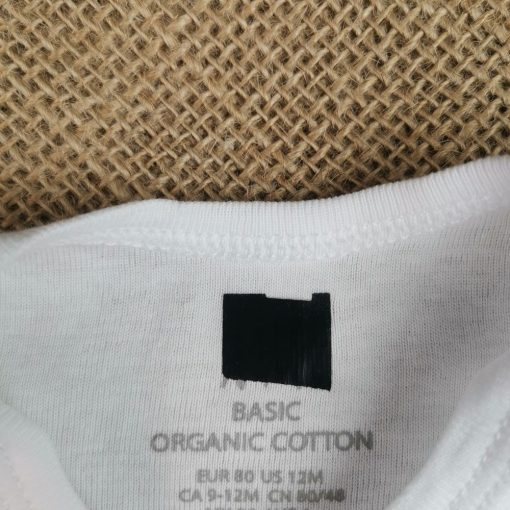 BASIC
ORGANIC COTTON
EUR 80 US 12M
CA 9-12M CN 80/48